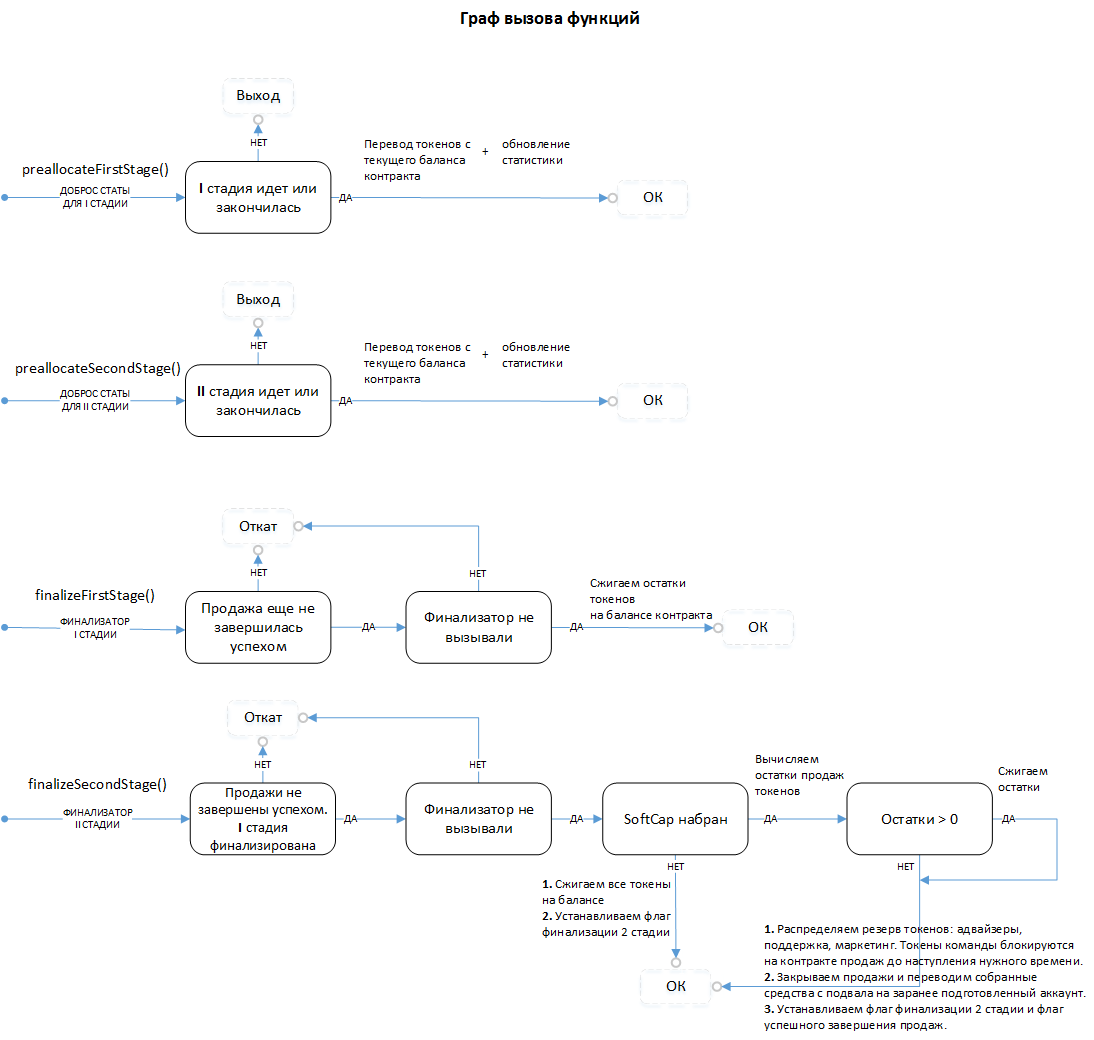 Граф вызова функций
Выход
НЕТ
preallocateFirstStage()
ДОБРОС СТАТЫ
ДЛЯ I СТАДИИ
I стадия идет или
закончилась
ДА
Перевод токенов с
текущего баланса
контракта
+
обновление
статистики
ОК
Выход
НЕТ
preallocateSecondStage()
ДОБРОС СТАТЫ
ДЛЯ II СТАДИИ
II стадия идет или
закончилась
ДА
Перевод токенов с
текущего баланса
контракта
+
обновление
статистики
ОК
Откат
НЕТ
НЕТ
finalizeFirstStage()
ФИНАЛИЗАТОР
I СТАДИИ
Продажа еще не
завершилась
успехом
ДА
Финализатор не
вызывали
ДА
Сжигаем остатки
токенов
на балансе контракта
ОК
Откат
НЕТ
НЕТ
finalizeSecondStage()
ФИНАЛИЗАТОР
II СТАДИИ
Продажи не
завершены успехом.
I стадия
финализирована
ДА
Финализатор не
вызывали
ДА
SoftCap набран
Вычисляем
остатки продаж
токенов
ДА
Остатки > 0
Сжигаем
остатки
ДА
НЕТ
НЕТ
1. Сжигаем все токены
на балансе
2. Устанавливаем флаг
финализации 2 стадии
ОК
1. Распределяем резерв токенов: адвайзеры,
поддержка, маркетинг. Токены команды блокируются
на контракте продаж до наступления нужного времени.
2. Закрываем продажи и переводим собранные
средства с подвала на заранее подготовленный аккаунт.
3. Устанавливаем флаг финализации 2 стадии и флаг
успешного завершения продаж.